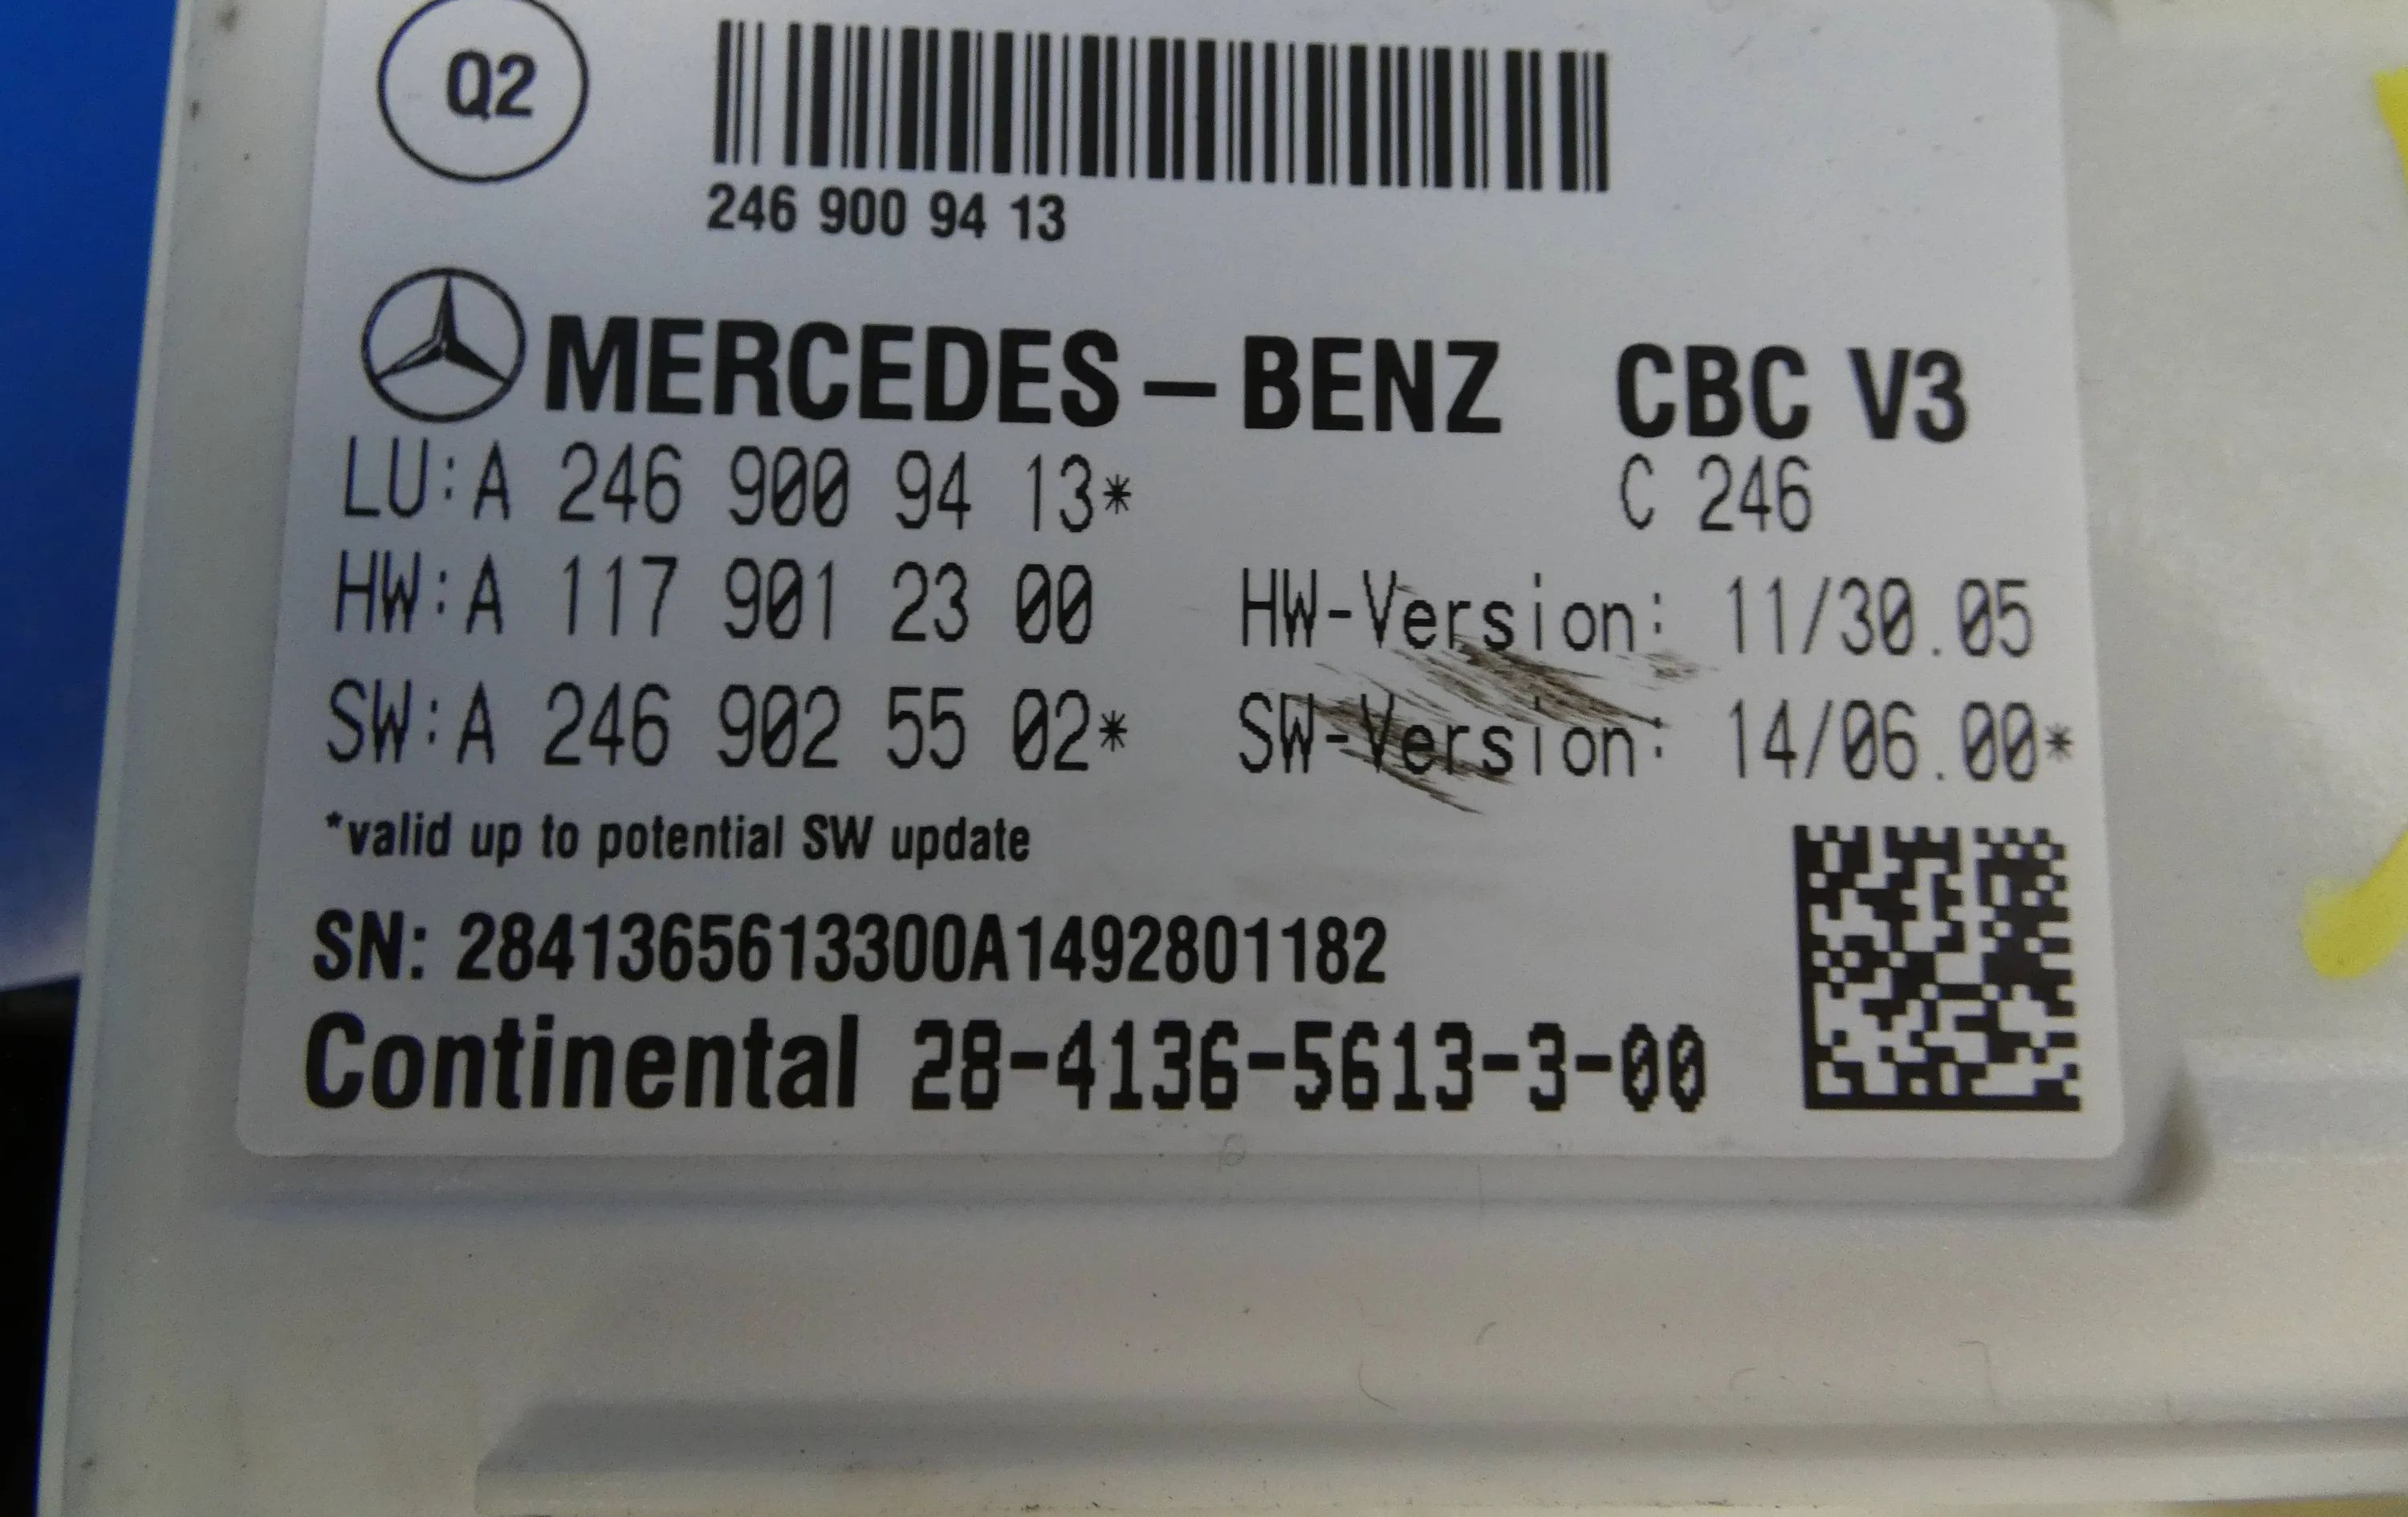 Q2
246 900 94 13
MERCEDES-BENZ CBC V3
LU:A 246 900 94 13* C 246
HW:A 117 901 23 00 HW-Version: 11/30.05
SW:A 246 902 55 02* SW-Version: 14/06.00*
*valid up to potential SW update
SN: 2841365613300A1492801182
Continental 28-4136-5613-3-00